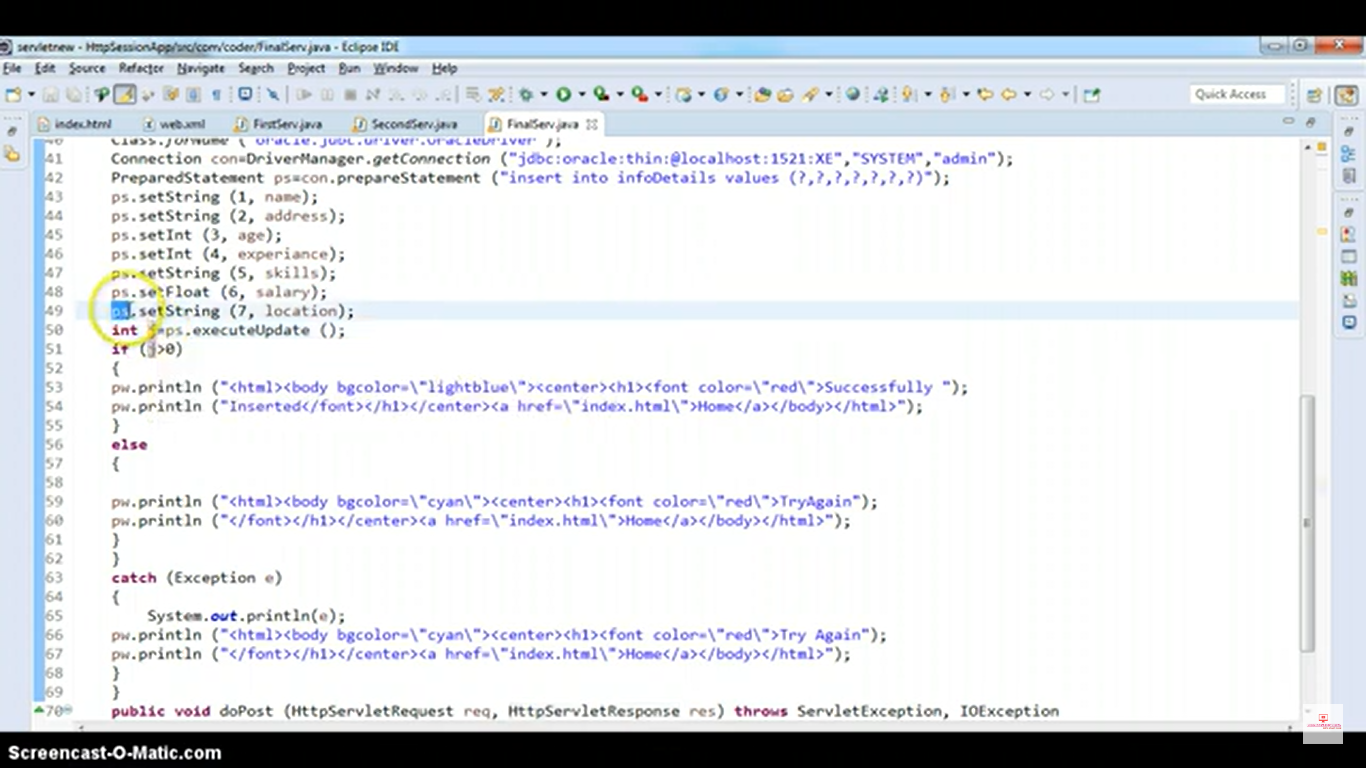 servletnew - HttpSessionApp/src/com/coder/FinalServ.java - Eclipse IDE
File Edit Source Refactor Navigate Search Project Run Window Help
Quick Access
index.html web.xml FirstServ.java SecondServ.java FinalServ.java
40 Class.forName ("oracle.jdbc.driver.OracleDriver");
41 Connection con=DriverManager.getConnection ("jdbc:oracle:thin:@localhost:1521:XE","SYSTEM","admin");
42 PreparedStatement ps=con.prepareStatement ("insert into infoDetails values (?,?,?,?,?,?,?)");
43 ps.setString (1, name);
44 ps.setString (2, address);
45 ps.setInt (3, age);
46 ps.setInt (4, experiance);
47 ps.setString (5, skills);
48 ps.setFloat (6, salary);
49 ps.setString (7, location);
50 int =ps.executeUpdate ();
51 if ( >0)
52 {
53 pw.println ("<html><body bgcolor=\"lightblue\"><center><h1><font color=\"red\">Successfully ");
54 pw.println ("Inserted</font></h1></center><a href=\"index.html\">Home</a></body></html>");
55 }
56 else
57 {
58
59 pw.println ("<html><body bgcolor=\"cyan\"><center><h1><font color=\"red\">TryAgain");
60 pw.println ("</font></h1></center><a href=\"index.html\">Home</a></body></html>");
61 }
62 }
63 catch (Exception e)
64 {
65 System.out.println(e);
66 pw.println ("<html><body bgcolor=\"cyan\"><center><h1><font color=\"red\">Try Again");
67 pw.println ("</font></h1></center><a href=\"index.html\">Home</a></body></html>");
68 }
69 }
70 public void doPost (HttpServletRequest req, HttpServletResponse res) throws ServletException, IOException
Screencast-O-Matic.com